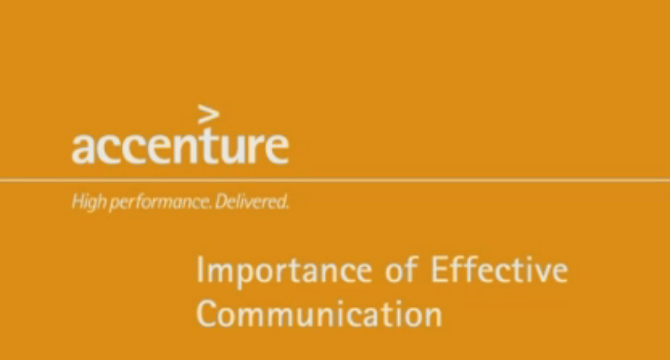 >
accenture
High performance. Delivered.
Importance of Effective
Communication